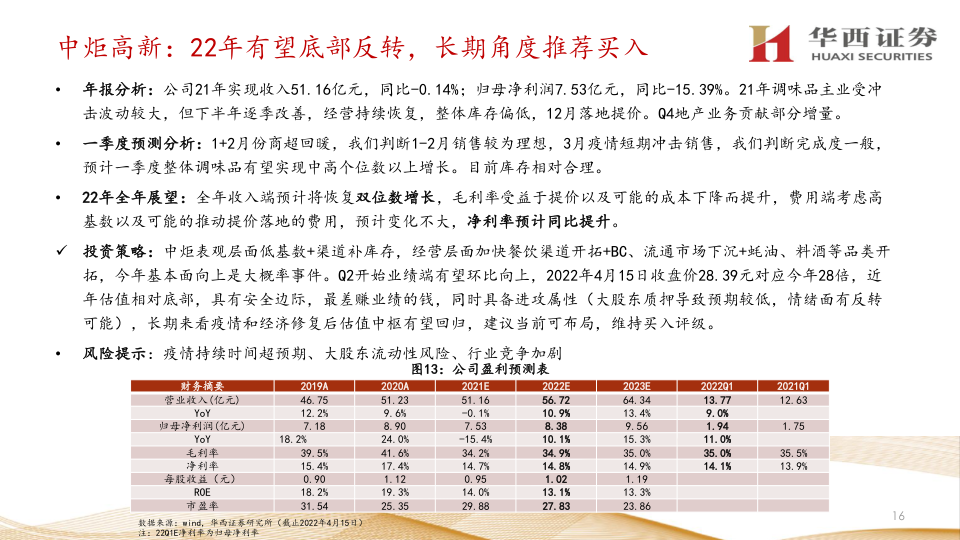 中炬高新：22年有望底部反转，长期角度推荐买入
华西证券
HUAXI SECURITIES
• 年报分析：公司21年实现收入51.16亿元，同比-0.14%；归母净利润7.53亿元，同比-15.39%。21年调味品主业受冲
击波动较大，但下半年逐季改善，经营持续恢复，整体库存偏低，12月落地提价。Q4地产业务贡献部分增量。
• 一季度预测分析：1+2月份商超回暖，我们判断1-2月销售较为理想，3月疫情短期冲击销售，我们判断完成度一般，
预计一季度整体调味品有望实现中高个位数以上增长。目前库存相对合理。
• 22年全年展望：全年收入端预计将恢复双位数增长，毛利率受益于提价以及可能的成本下降而提升，费用端考虑高
基数以及可能的推动提价落地的费用，预计变化不大，净利率预计同比提升。
✓ 投资策略：中炬表观层面低基数+渠道补库存，经营层面加快餐饮渠道开拓+BC、流通市场下沉+蚝油、料酒等品类开
拓，今年基本面向上是大概率事件。Q2开始业绩端有望环比向上，2022年4月15日收盘价28.39元对应今年28倍，近
年估值相对底部，具有安全边际，最差赚业绩的钱，同时具备进攻属性（大股东质押导致预期较低，情绪面有反转
可能），长期来看疫情和经济修复后估值中枢有望回归，建议当前可布局，维持买入评级。
• 风险提示：疫情持续时间超预期、大股东流动性风险、行业竞争加剧
图13：公司盈利预测表
财务摘要 2019A 2020A 2021E 2022E 2023E 2022Q1 2021Q1
营业收入(亿元) 46.75 51.23 51.16 56.72 64.34 13.77 12.63
YoY 12.2% 9.6% -0.1% 10.9% 13.4% 9.0%
归母净利润(亿元) 7.18 8.90 7.53 8.38 9.56 1.94 1.75
YoY 18.2% 24.0% -15.4% 10.1% 15.3% 11.0%
毛利率 39.5% 41.6% 34.2% 34.9% 35.0% 35.0% 35.5%
净利率 15.4% 17.4% 14.7% 14.8% 14.9% 14.1% 13.9%
每股收益（元） 0.90 1.12 0.95 1.02 1.19
ROE 18.2% 19.3% 14.0% 13.1% 13.3%
市盈率 31.54 25.35 29.88 27.83 23.86
数据来源：wind，华西证券研究所（截止2022年4月15日）
注：22Q1E净利率为归母净利率
16